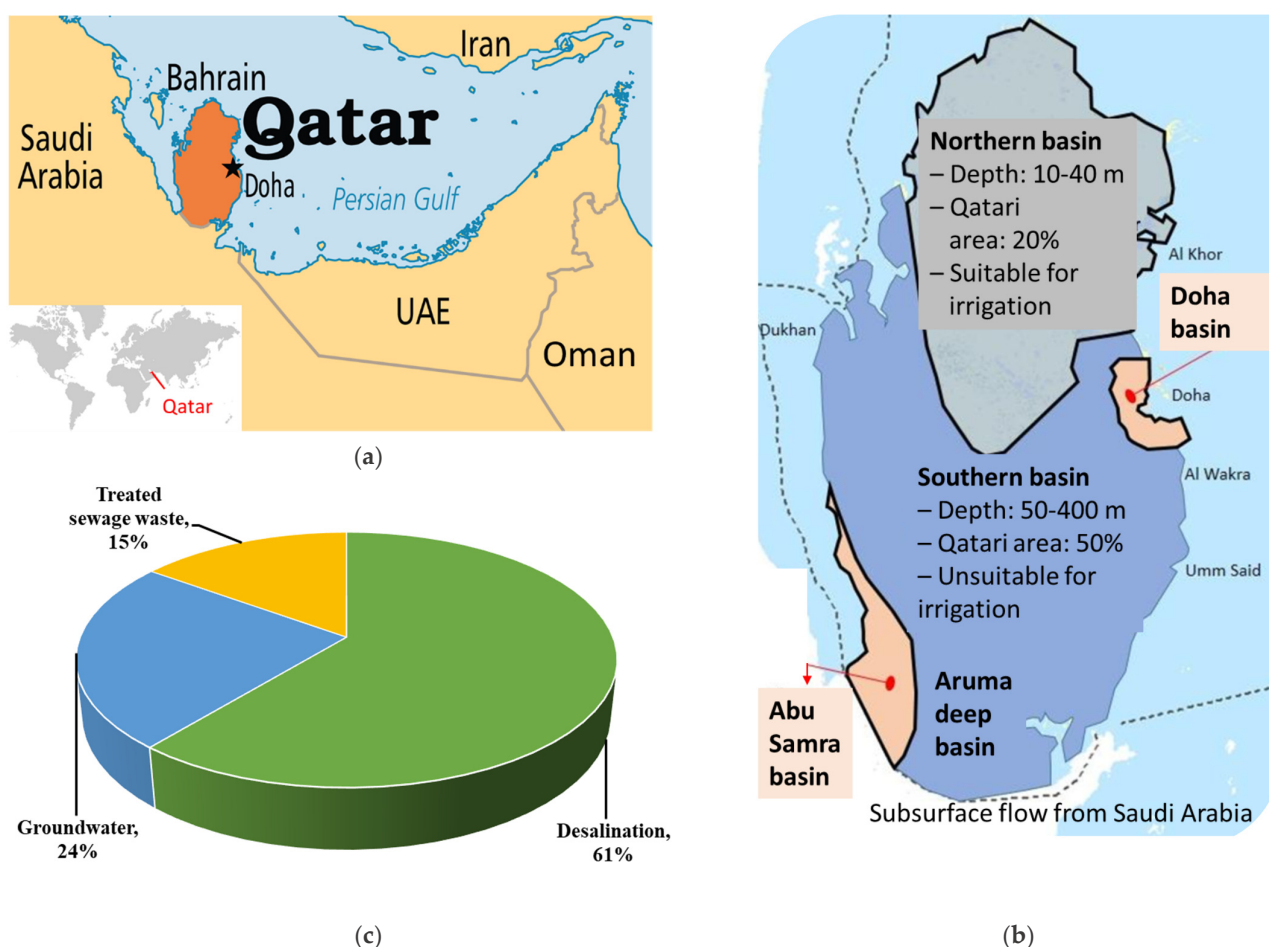 Iran
Bahrain
Qatar
Saudi
Arabia
Doha
Persian Gulf
UAE
Oman
Qatar
(a)
Northern basin
– Depth: 10-40 m
– Qatari
area: 20%
– Suitable for
irrigation
Al Khor
Doha
basin
Dukhan
Doha
Southern basin
– Depth: 50-400 m
– Qatari area: 50%
– Unsuitable for
irrigation
Al Wakra
Umm Said
Aruma
deep
basin
Abu
Samra
basin
Subsurface flow from Saudi Arabia
(b)
Treated
sewage waste,
15%
Groundwater,
24%
Desalination,
61%
(c)